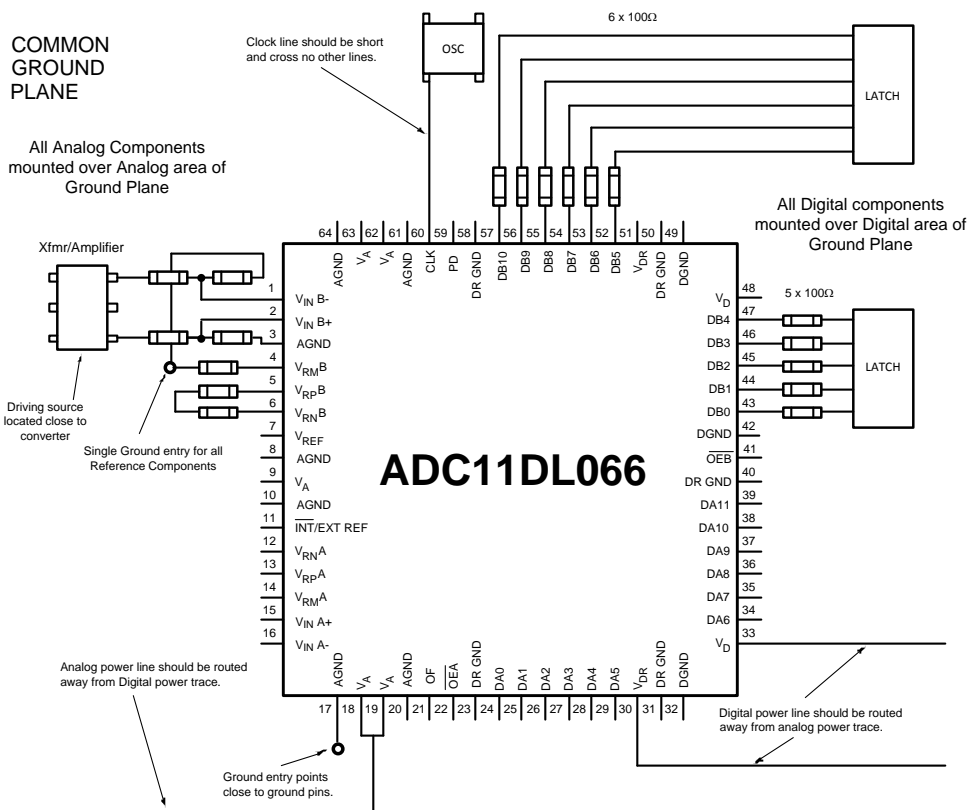 COMMON
GROUND
PLANE
All Analog Components
mounted over Analog area of
Ground Plane
Clock line should be short
and cross no other lines.
OSC
6 x 100Ω
LATCH
All Digital components
mounted over Digital area of
Ground Plane
Xfmr/Amplifier
Driving source
located close to
converter
Single Ground entry for all
Reference Components
64 63 62 61 60 59 58 57 56 55 54 53 52 51 50 49
AGND VA VA AGND CLK PD DR GND DB10 DB9 DB8 DB7 DB6 DB5 VDR DR GND DGND
1 VIN B-
2 VIN B+
3 AGND
4 VRMB
5 VRPB
6 VRNB
7 VREF
8 AGND
9 VA
10 AGND
11 INT/EXT REF
12 VRNA
13 VRPA
14 VRMA
15 VIN A+
16 VIN A-
ADC11DL066
5 x 100Ω
LATCH
VD 48
DB4 47
DB3 46
DB2 45
DB1 44
DB0 43
DGND 42
OEB 41
DR GND 40
DA11 39
DA10 38
DA9 37
DA8 36
DA7 35
DA6 34
VD 33
AGND VA VA AGND OF OEA DR GND DA0 DA1 DA2 DA3 DA4 DA5 VDR DR GND DGND
17 18 19 20 21 22 23 24 25 26 27 28 29 30 31 32
Analog power line should be routed
away from Digital power trace.
Ground entry points
close to ground pins.
Digital power line should be routed
away from analog power trace.